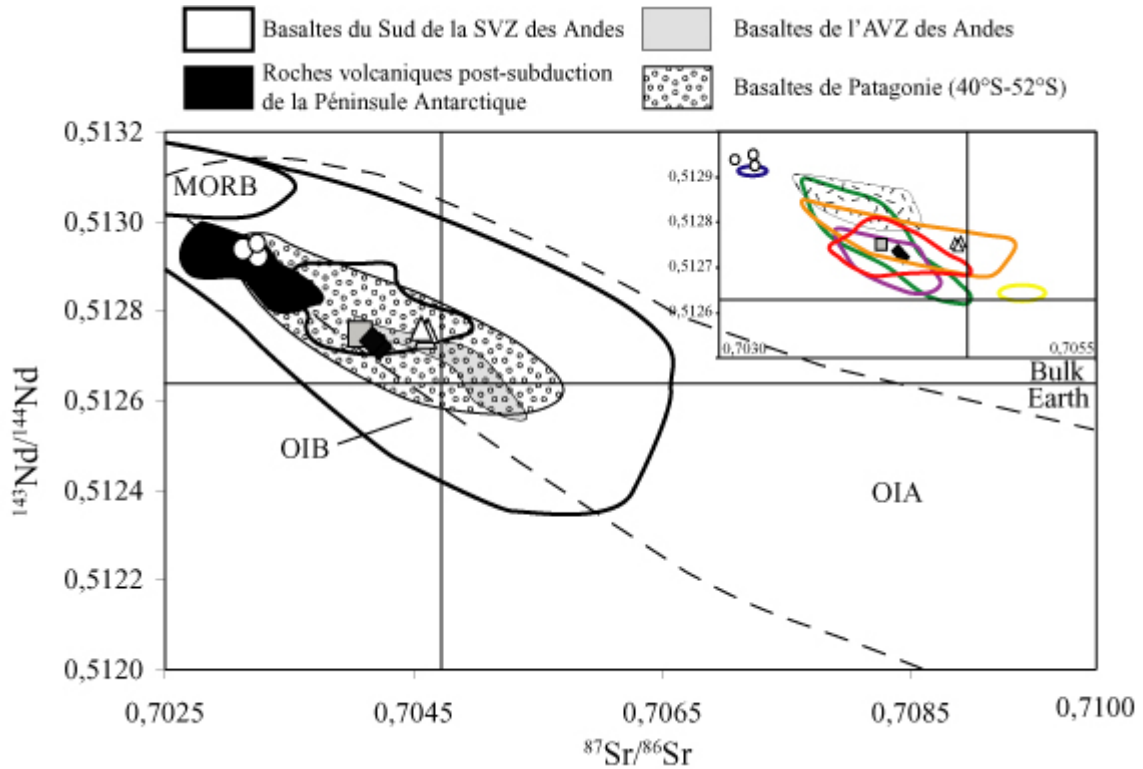 Basaltes du Sud de la SVZ des Andes
Basaltes de l'AVZ des Andes
Roches volcaniques post-subduction
de la Péninsule Antarctique
Basaltes de Patagonie (40°S-52°S)
0,5132
0,5130
0,5128
0,5126
0,5124
0,5122
0,5120
¹⁴³Nd/¹⁴⁴Nd
MORB
OIB
OIA
Bulk
Earth
0,5129
0,5128
0,5127
0,5126
0,7030
0,7055
0,7025
0,7045
0,7065
0,7085
0,7100
⁸⁷Sr/⁸⁶Sr